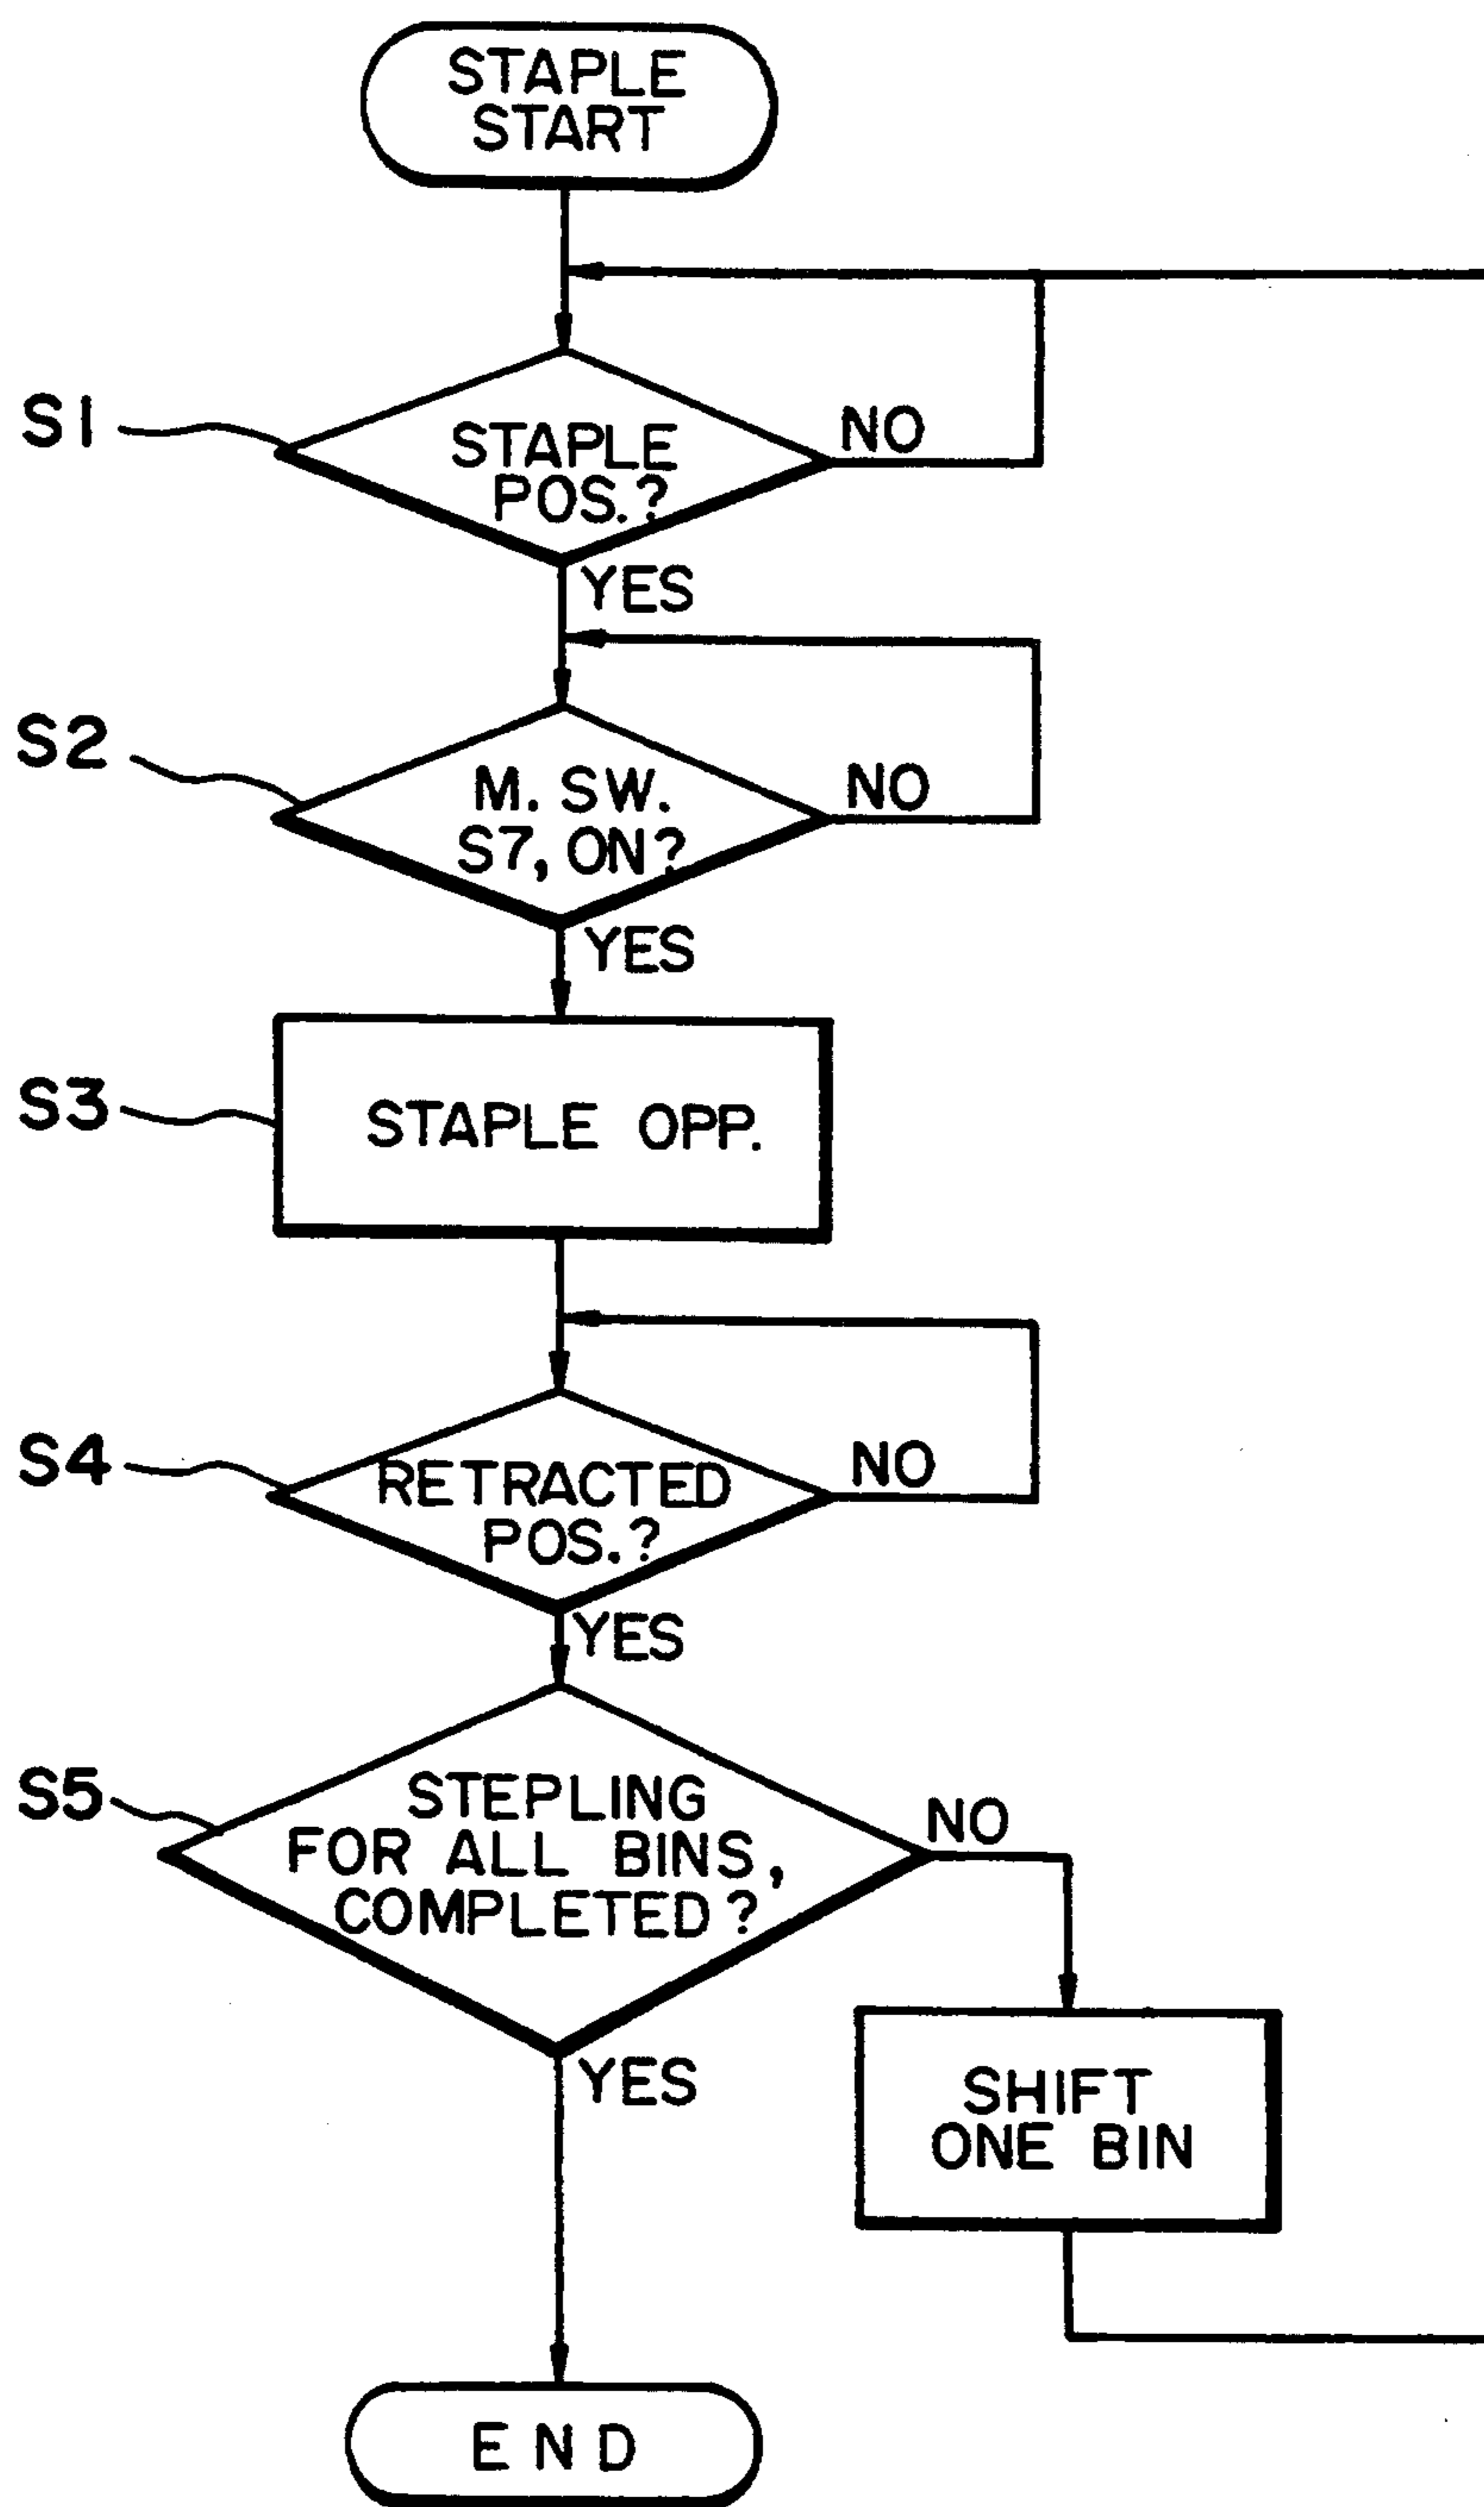 STAPLE
START
S1
STAPLE
POS.?
NO
YES
S2
M. SW.
S7, ON?
NO
YES
S3
STAPLE OPP.
S4
RETRACTED
POS.?
NO
YES
S5
STEPLING
FOR ALL BINS,
COMPLETED?
NO
YES
SHIFT
ONE BIN
END